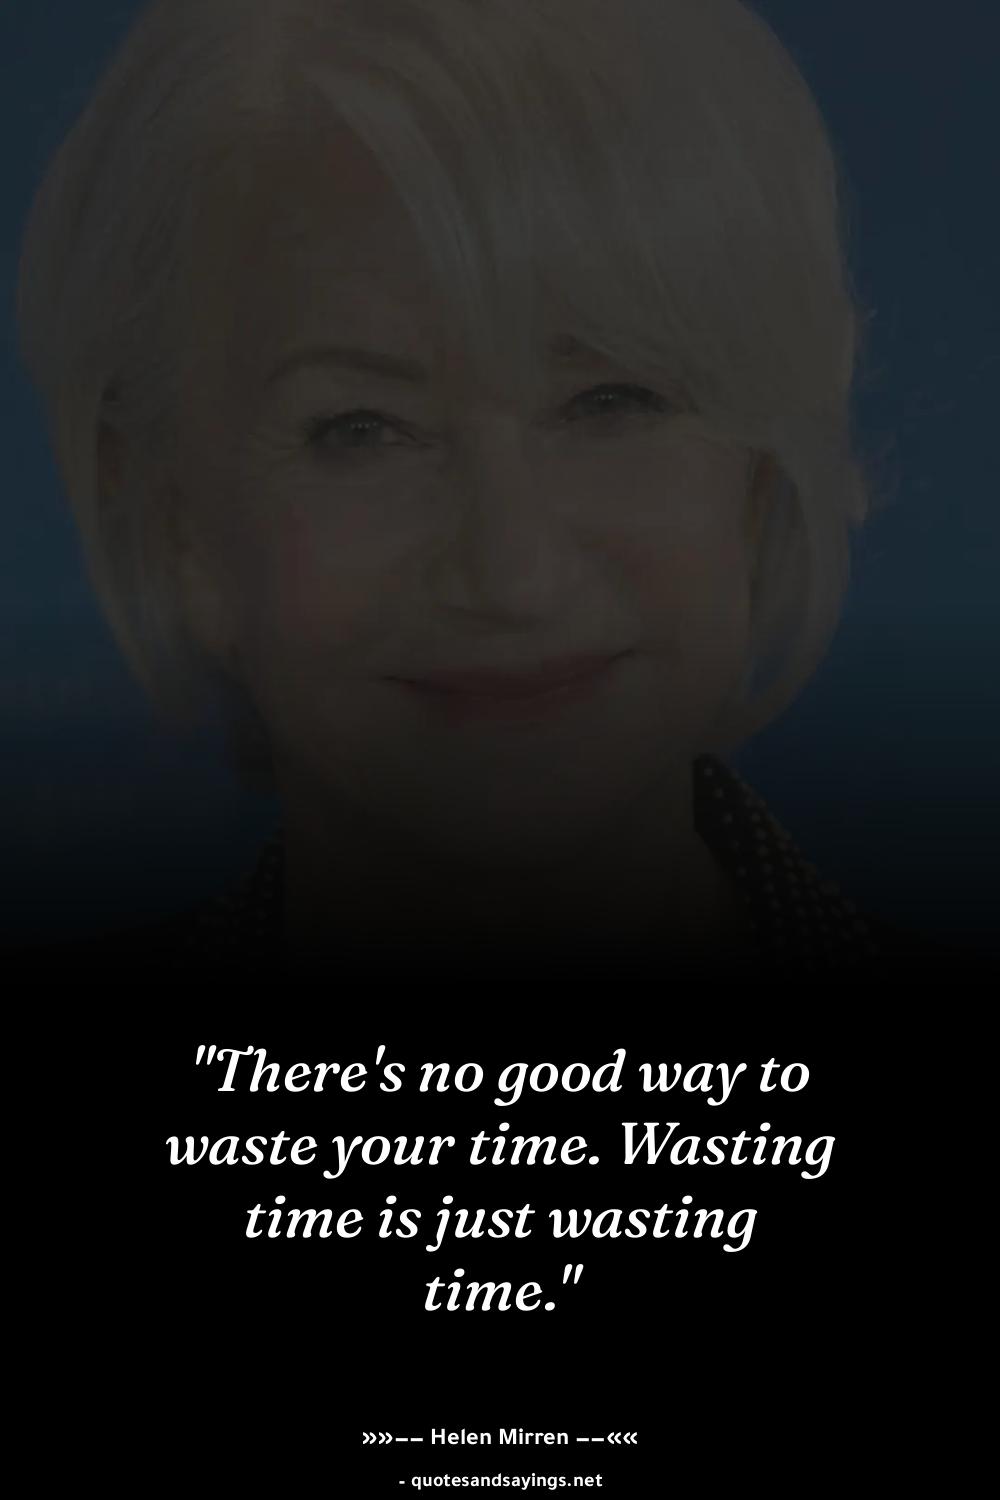 "There's no good way to
waste your time. Wasting
time is just wasting
time."
»»–– Helen Mirren ––««
- quotesandsayings.net